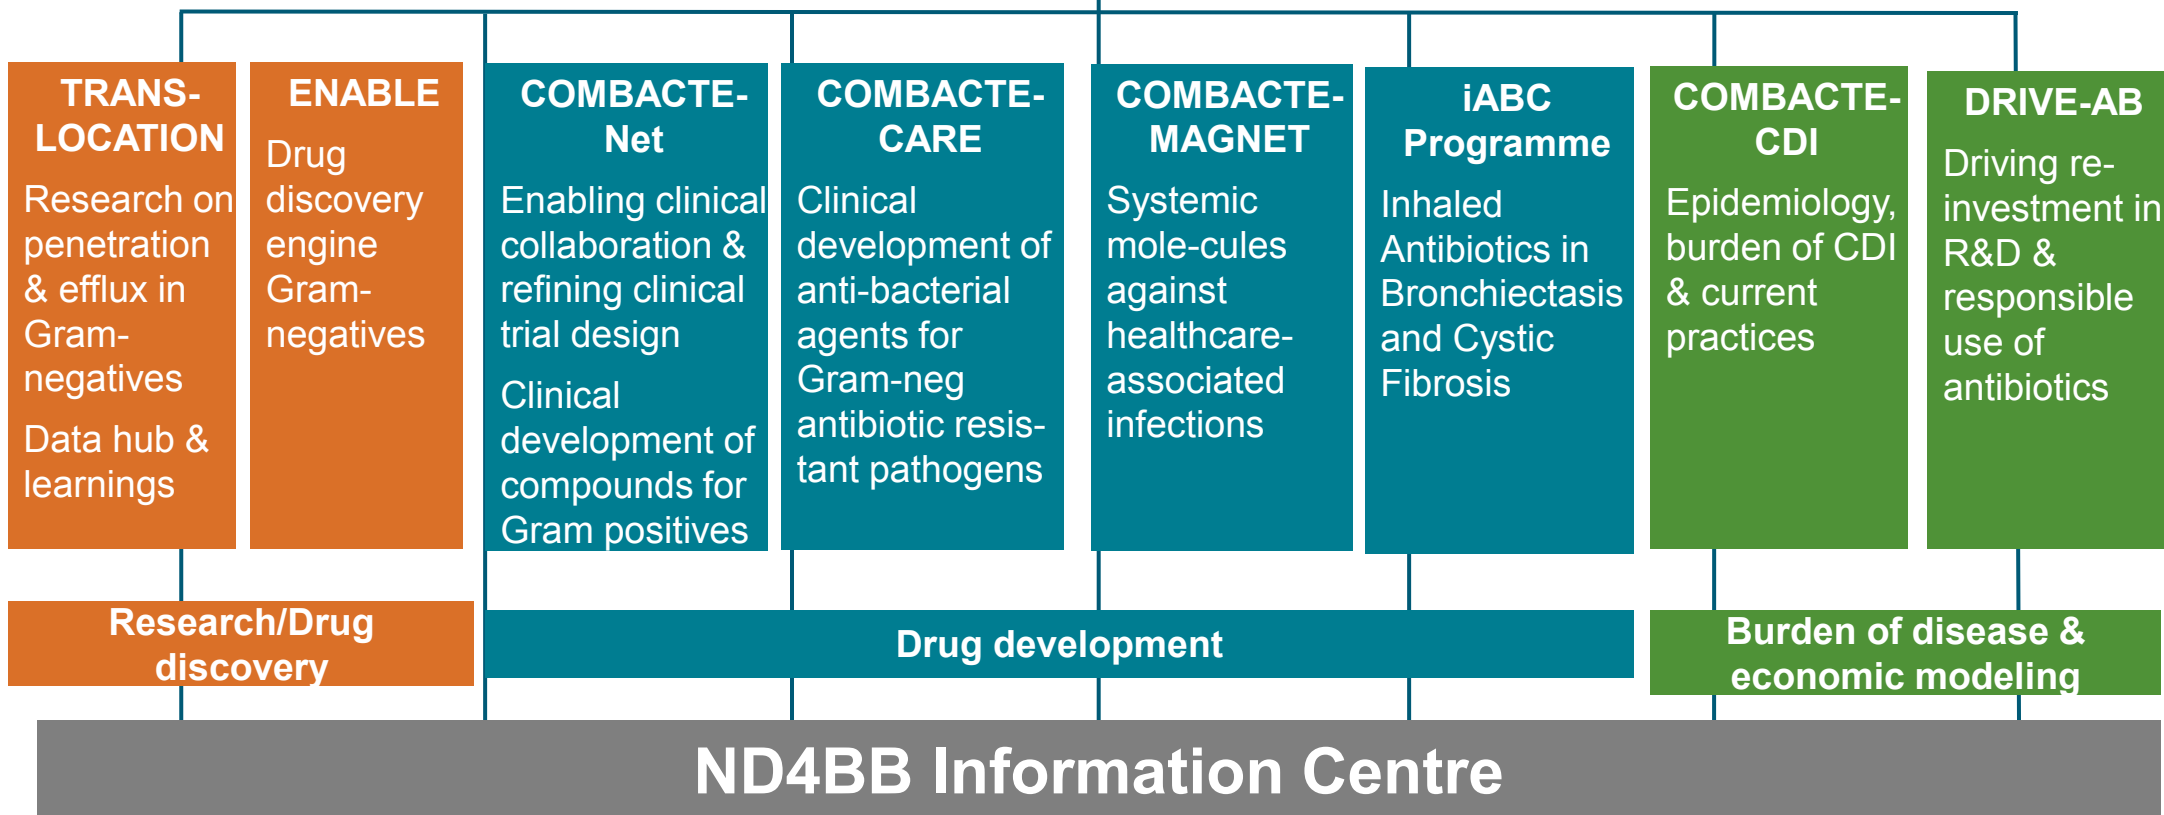 TRANS-
LOCATION
Research on
penetration
& efflux in
Gram-
negatives
Data hub &
learnings
ENABLE
Drug
discovery
engine
Gram-
negatives
COMBACTE-
Net
Enabling clinical
collaboration &
refining clinical
trial design
Clinical
development of
compounds for
Gram positives
COMBACTE-
CARE
Clinical
development of
anti-bacterial
agents for
Gram-neg
antibiotic resis-
tant pathogens
COMBACTE-
MAGNET
Systemic
mole-cules
against
healthcare-
associated
infections
iABC
Programme
Inhaled
Antibiotics in
Bronchiectasis
and Cystic
Fibrosis
COMBACTE-
CDI
Epidemiology,
burden of CDI
& current
practices
DRIVE-AB
Driving re-
investment in
R&D &
responsible
use of
antibiotics
Research/Drug
discovery
Drug development
Burden of disease &
economic modeling
ND4BB Information Centre